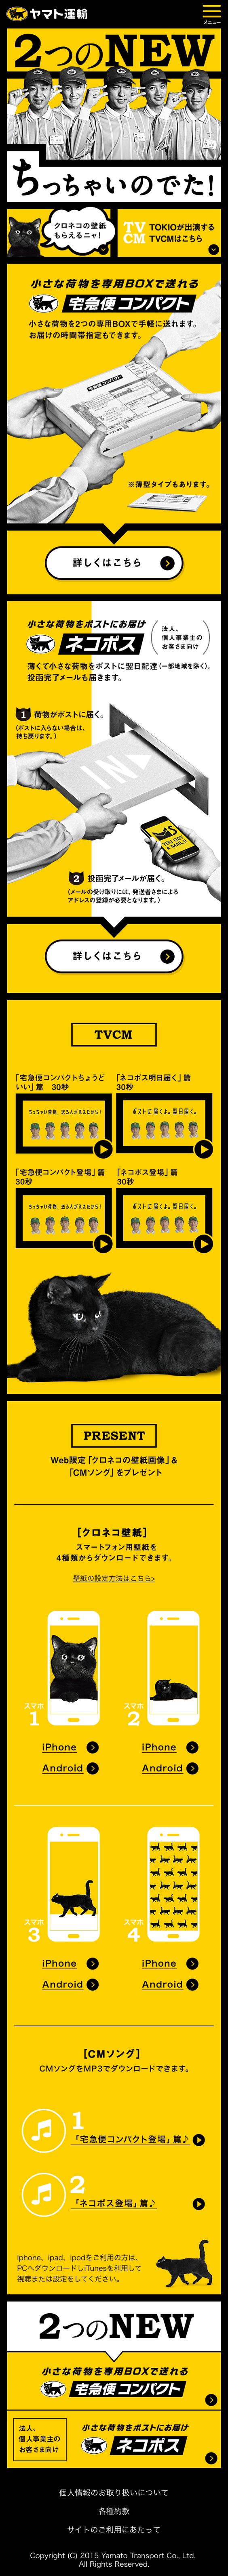 ヤマト運輸
メニュー
2つのNEW
ちっちゃいのでた!
クロネコの壁紙
もらえるニャ!
TV
CM
TOKIOが出演する
TVCMはこちら
小さな荷物を専用BOXで送れる
宅急便コンパクト
小さな荷物を2つの専用BOXで手軽に送れます。
お届けの時間帯指定もできます。
宅急便コンパクト
※薄型タイプもあります。
詳しくはこちら
小さな荷物をポストにお届け
ネコポス
法人、
個人事業主の
お客さま向け
薄くて小さな荷物をポストに翌日配達(一部地域を除く)。
投函完了メールも届きます。
1 荷物がポストに届く。
(ポストに入らない場合は、
持ち戻ります。)
YOU GOT
A MAIL!!
2 投函完了メールが届く。
(メールの受け取りには、発送者さまによる
アドレスの登録が必要となります。)
詳しくはこちら
TVCM
「宅急便コンパクトちょうど
いい」篇 30秒
「ネコポス明日届く」篇
30秒
ちっちゃい荷物、送る人がふえたから!
ポストに届くよ。翌日届く。
「宅急便コンパクト登場」篇
30秒
「ネコポス登場」篇
30秒
ちっちゃい荷物、送る人がふえたから!
ポストに届くよ。翌日届く。
PRESENT
Web限定「クロネコの壁紙画像」&
「CMソング」をプレゼント
[クロネコ壁紙]
スマートフォン用壁紙を
4種類からダウンロードできます。
壁紙の設定方法はこちら>
スマホ
1
スマホ
2
iPhone
iPhone
Android
Android
スマホ
3
スマホ
4
iPhone
iPhone
Android
Android
[CMソング]
CMソングをMP3でダウンロードできます。
1
「宅急便コンパクト登場」篇♪
2
「ネコポス登場」篇♪
iphone、ipad、ipodをご利用の方は、
PCへダウンロードしiTunesを利用して
視聴または設定をしてください。
2つのNEW
小さな荷物を専用BOXで送れる
宅急便コンパクト
法人、
個人事業主の
お客さま向け
小さな荷物をポストにお届け
ネコポス
個人情報のお取り扱いについて
各種約款
サイトのご利用にあたって
Copyright (C) 2015 Yamato Transport Co., Ltd.
All Rights Reserved.